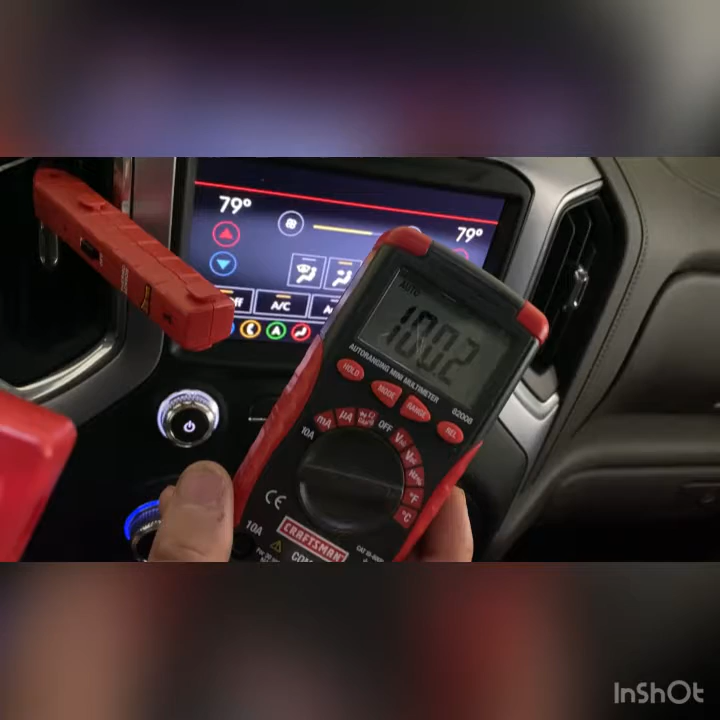 79°
79°
A/C
AUTO
1002
AUTORANGING MINI MULTIMETER
82008
HOLD
MODE
RANGE
REL
10A
mA
µA
OFF
V
V
°F
°C
CE
10A
CRAFTSMAN
InShOt